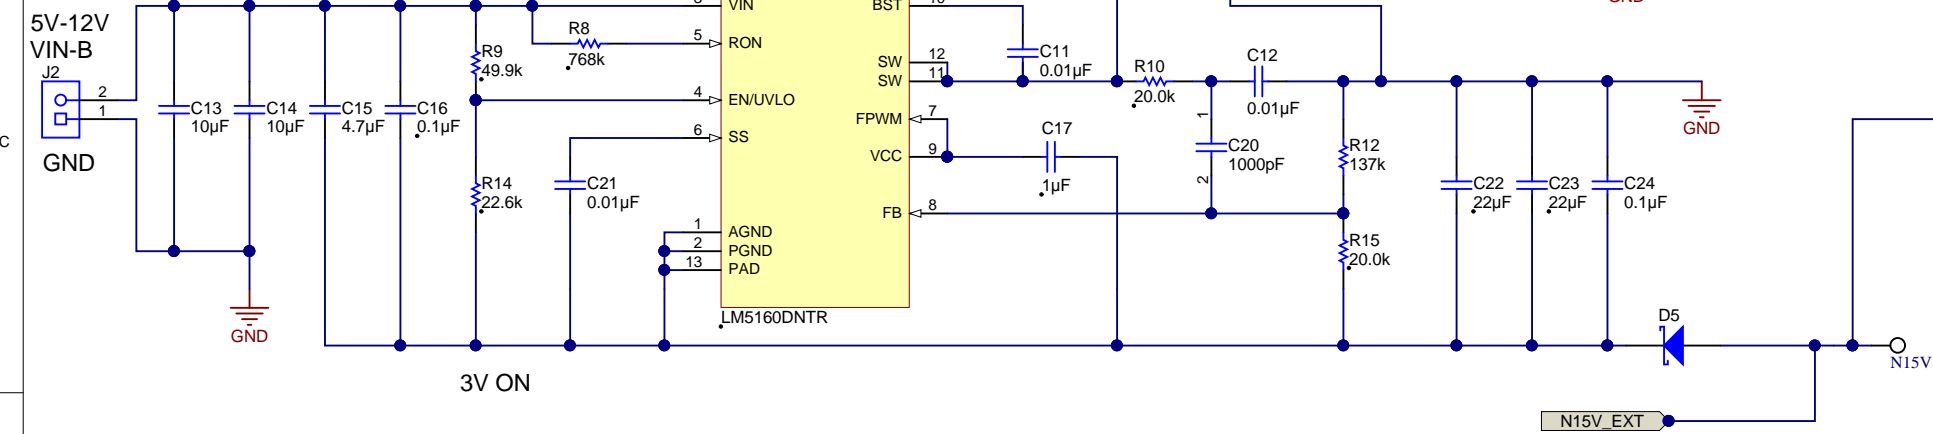 5V-12V
VIN-B
J2
2
1
GND
C
C13
10µF
C14
10µF
C15
4.7µF
C16
0.1µF
GND
R9
49.9k
R14
22.6k
R8
768k
C21
0.01µF
3V ON
VIN
5
RON
4
EN/UVLO
6
SS
1
AGND
2
PGND
13
PAD
LM5160DNTR
BST
SW
12
SW
11
FPWM
7
VCC
9
FB
8
C11
0.01µF
C17
1µF
R10
20.0k
C12
0.01µF
1
C20
1000pF
2
R12
137k
R15
20.0k
C22
22µF
C23
22µF
C24
0.1µF
GND
GND
D5
N15V
N15V_EXT